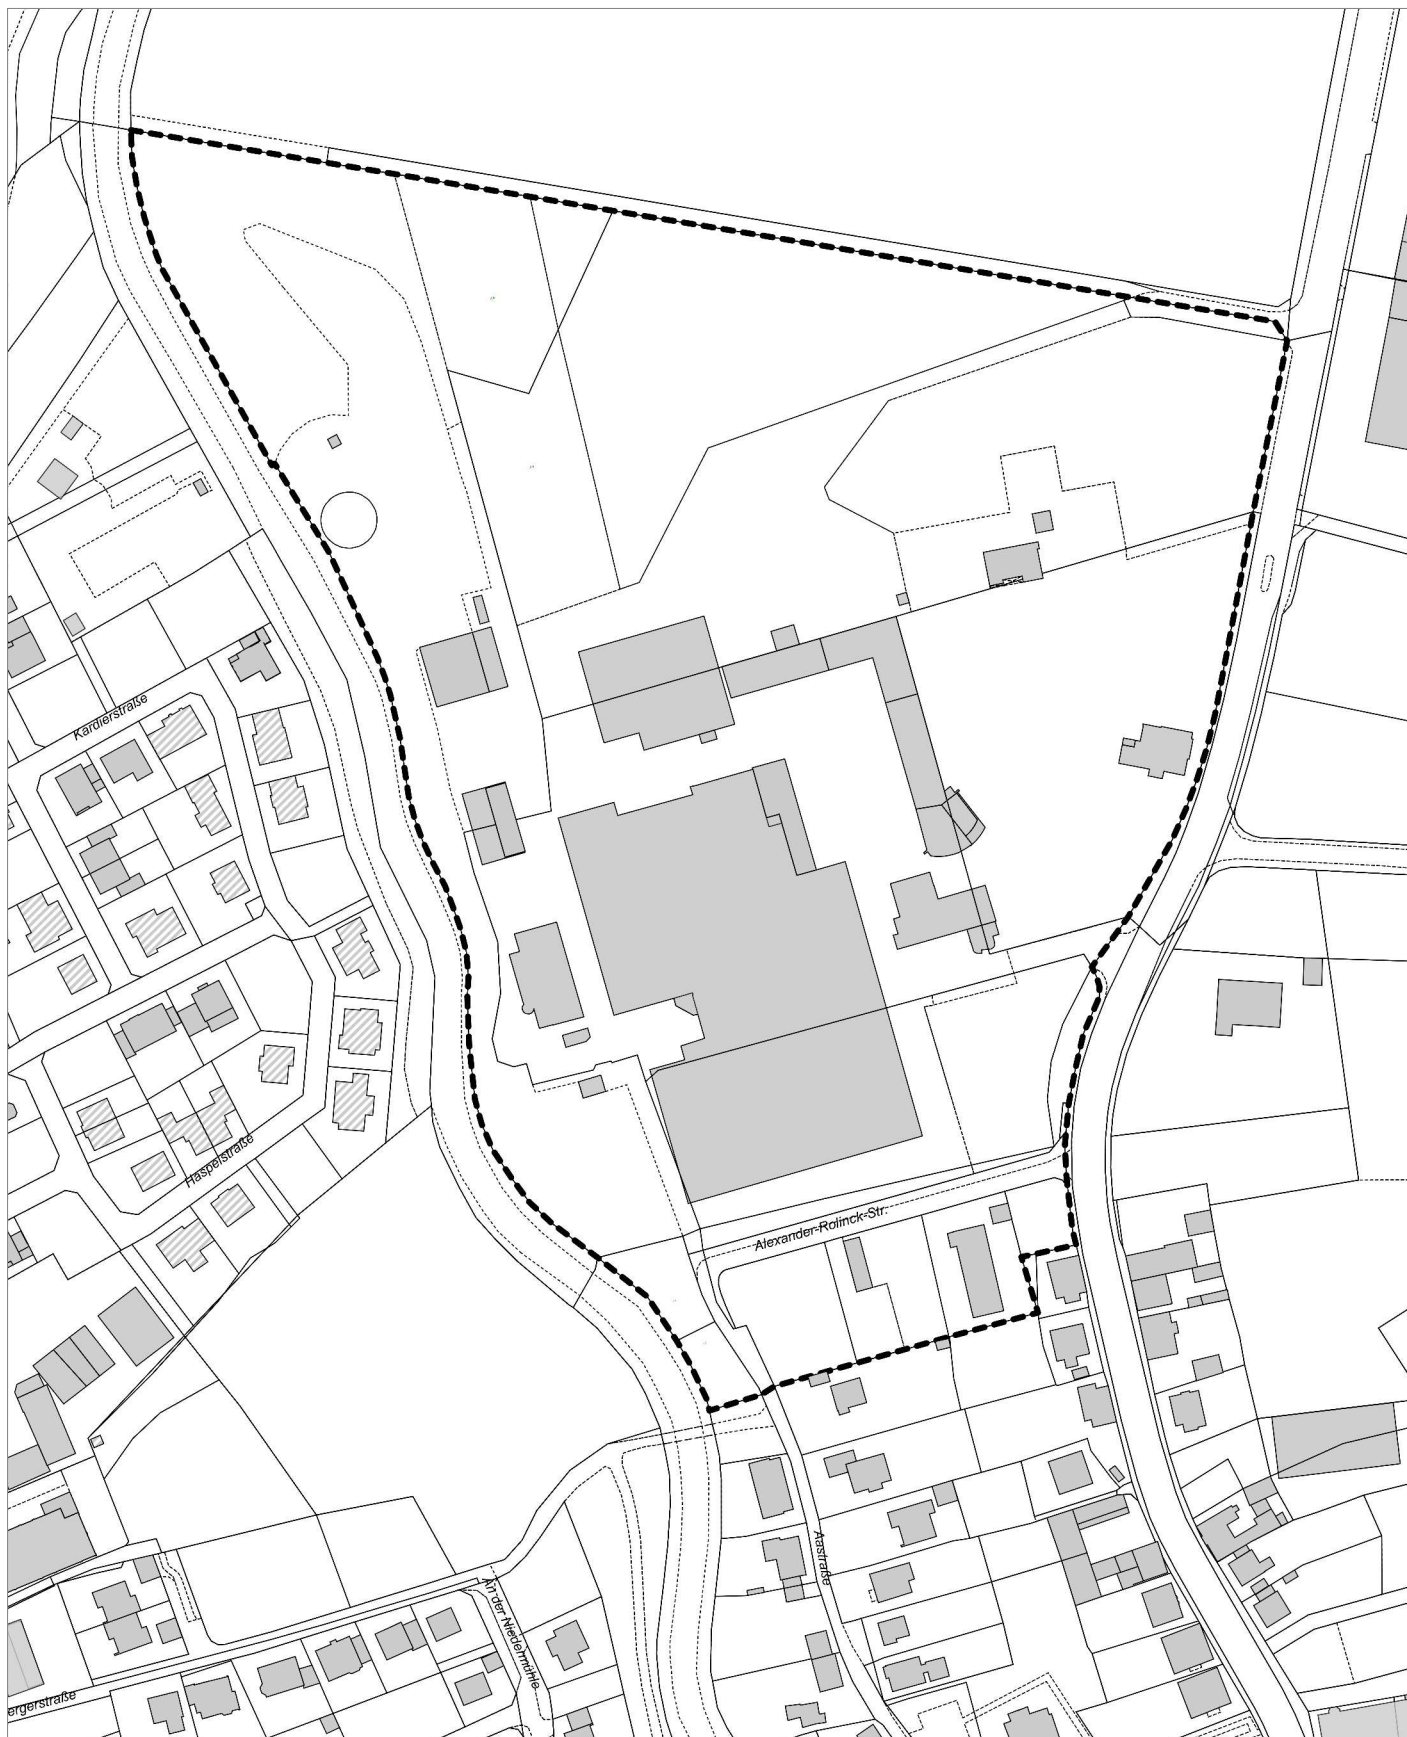 Kardierstraße
Haspelstraße
Alexander-Rolinck-Str.
Aastraße
An der Niedermühle
ergerstraße